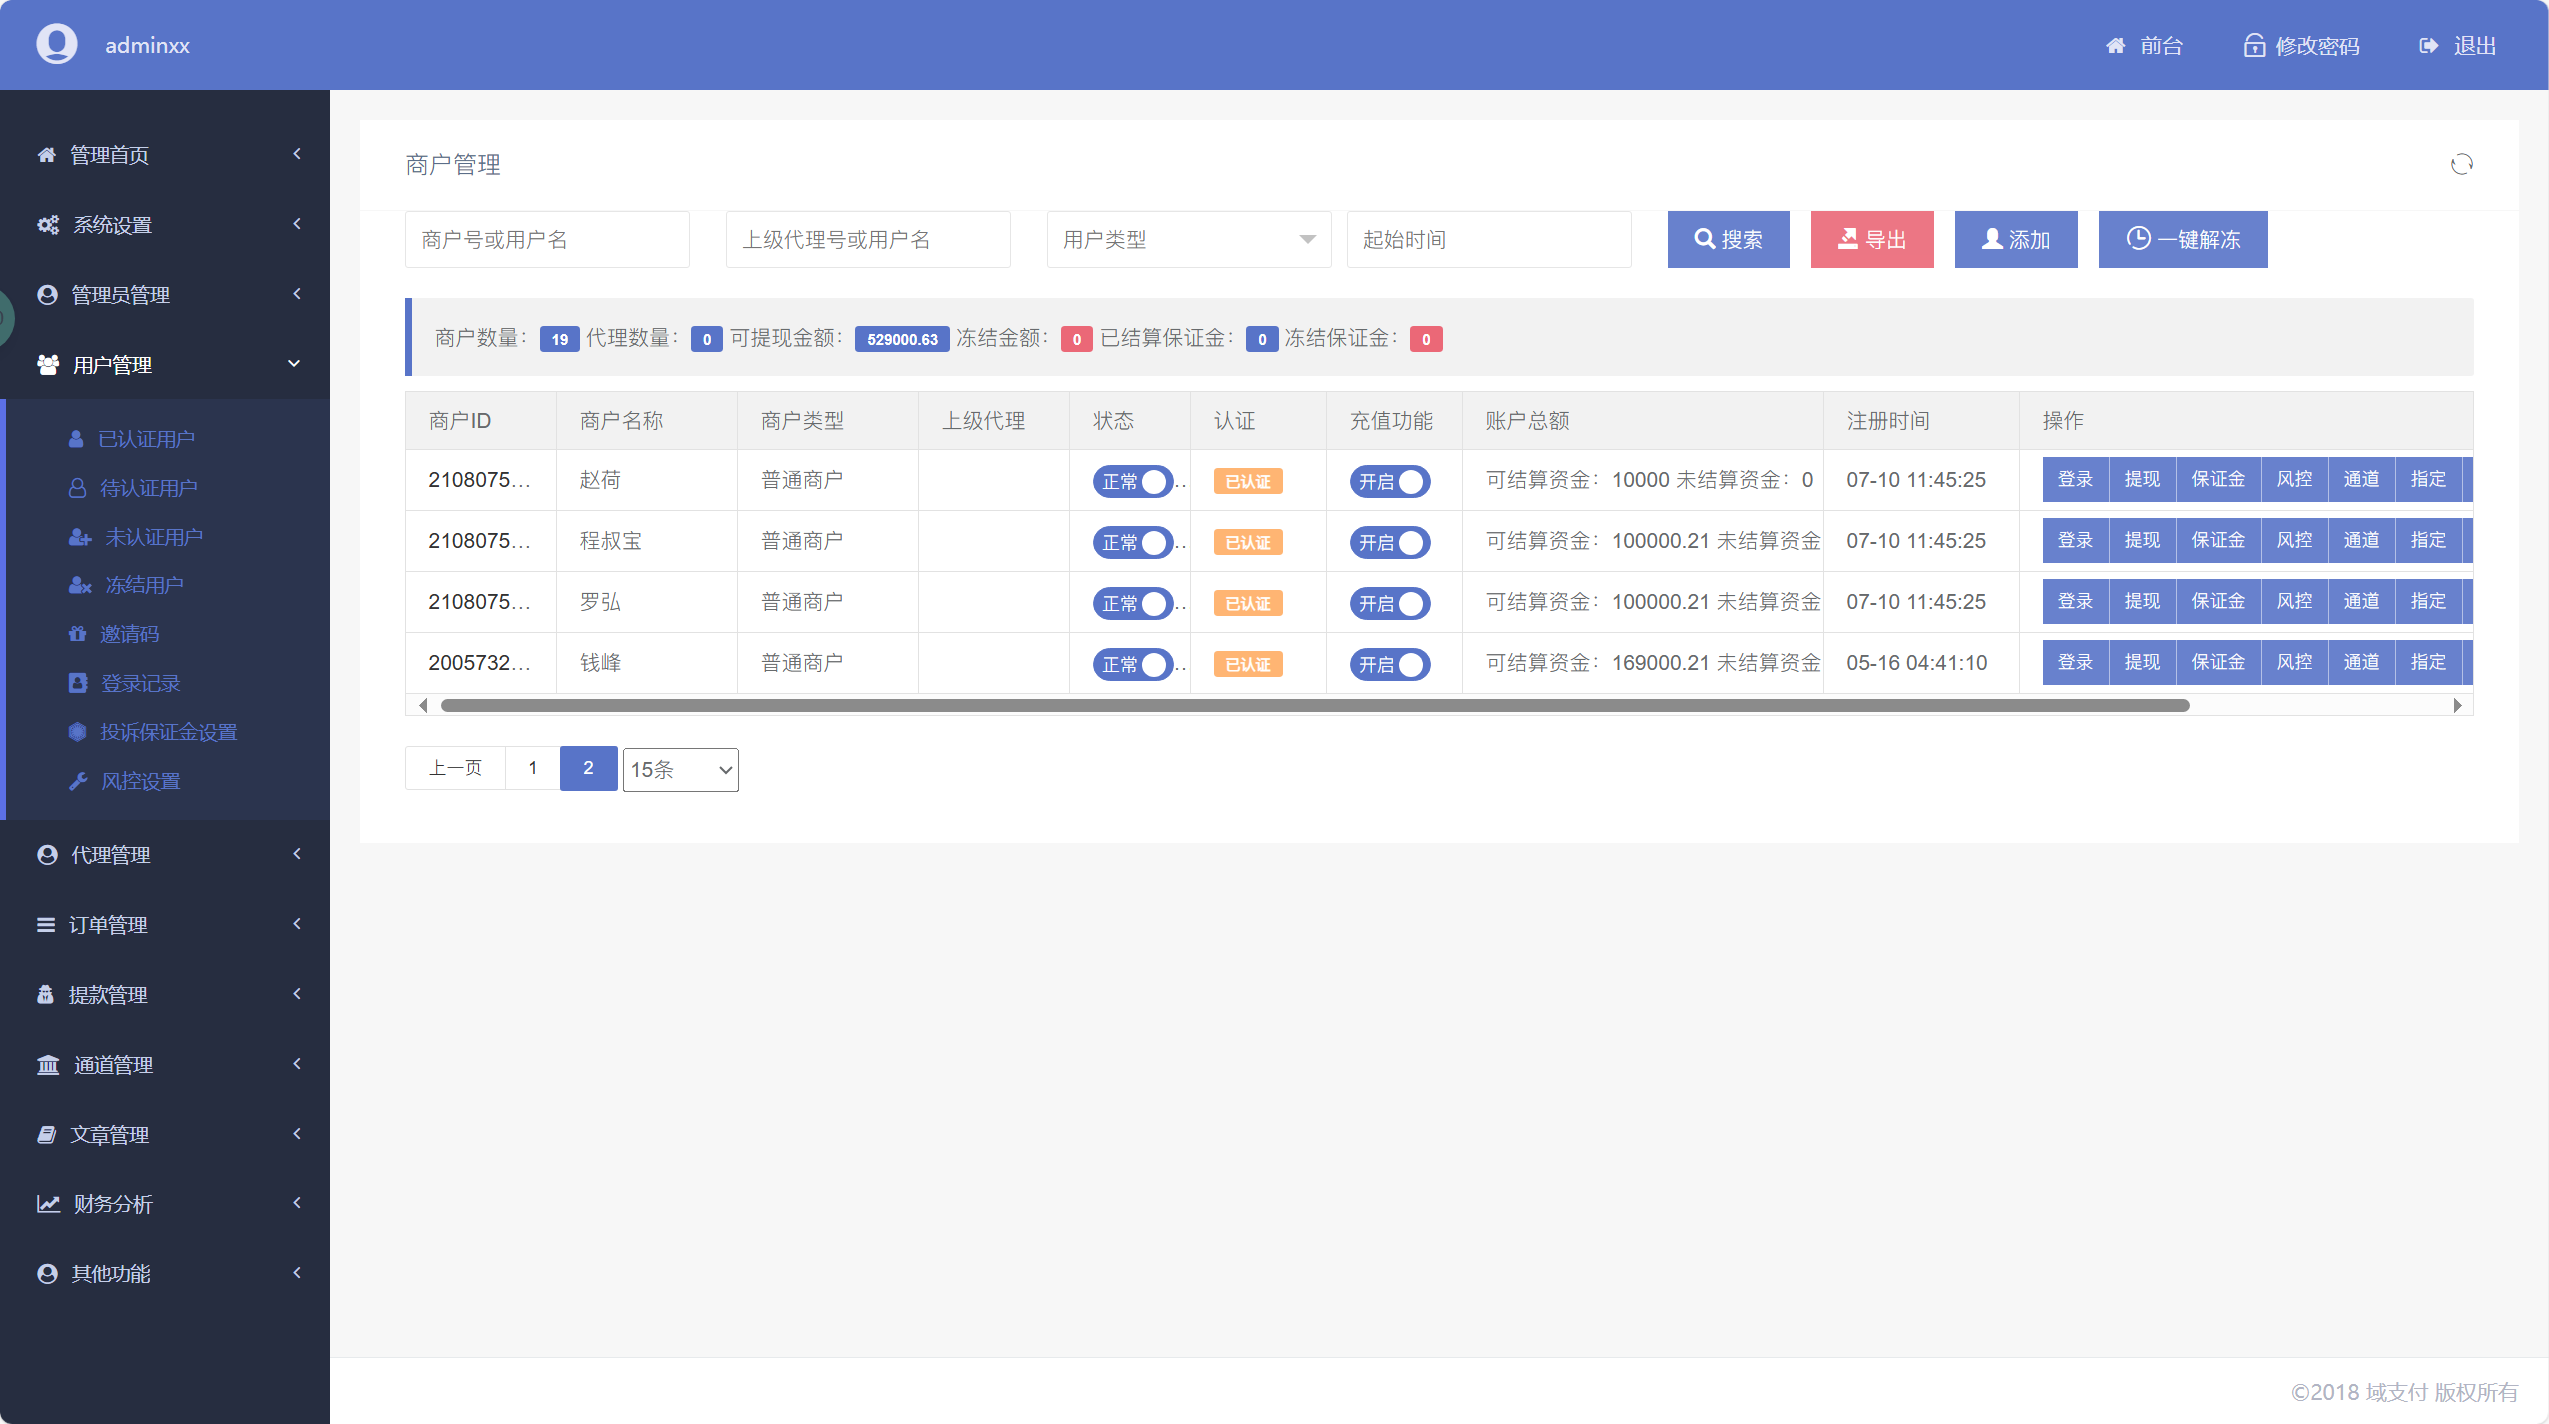 adminxx
前台 修改密码 退出
管理首页
系统设置
管理员管理
用户管理
已认证用户
待认证用户
未认证用户
冻结用户
邀请码
登录记录
投诉保证金设置
风控设置
代理管理
订单管理
提款管理
通道管理
文章管理
财务分析
其他功能
商户管理
商户号或用户名 上级代理号或用户名 用户类型 起始时间 搜索 导出 添加 一键解冻
商户数量： 19 代理数量： 0 可提现金额： 529000.63 冻结金额： 0 已结算保证金： 0 冻结保证金： 0
商户ID 商户名称 商户类型 上级代理 状态 认证 充值功能 账户总额 注册时间 操作
2108075... 赵荷 普通商户 正常 .. 已认证 开启 可结算资金：10000 未结算资金：0 07-10 11:45:25 登录 提现 保证金 风控 通道 指定
2108075... 程叔宝 普通商户 正常 .. 已认证 开启 可结算资金：100000.21 未结算资金 07-10 11:45:25 登录 提现 保证金 风控 通道 指定
2108075... 罗弘 普通商户 正常 .. 已认证 开启 可结算资金：100000.21 未结算资金 07-10 11:45:25 登录 提现 保证金 风控 通道 指定
2005732... 钱峰 普通商户 正常 .. 已认证 开启 可结算资金：169000.21 未结算资金 05-16 04:41:10 登录 提现 保证金 风控 通道 指定
上一页 1 2 15条
©2018 域支付 版权所有